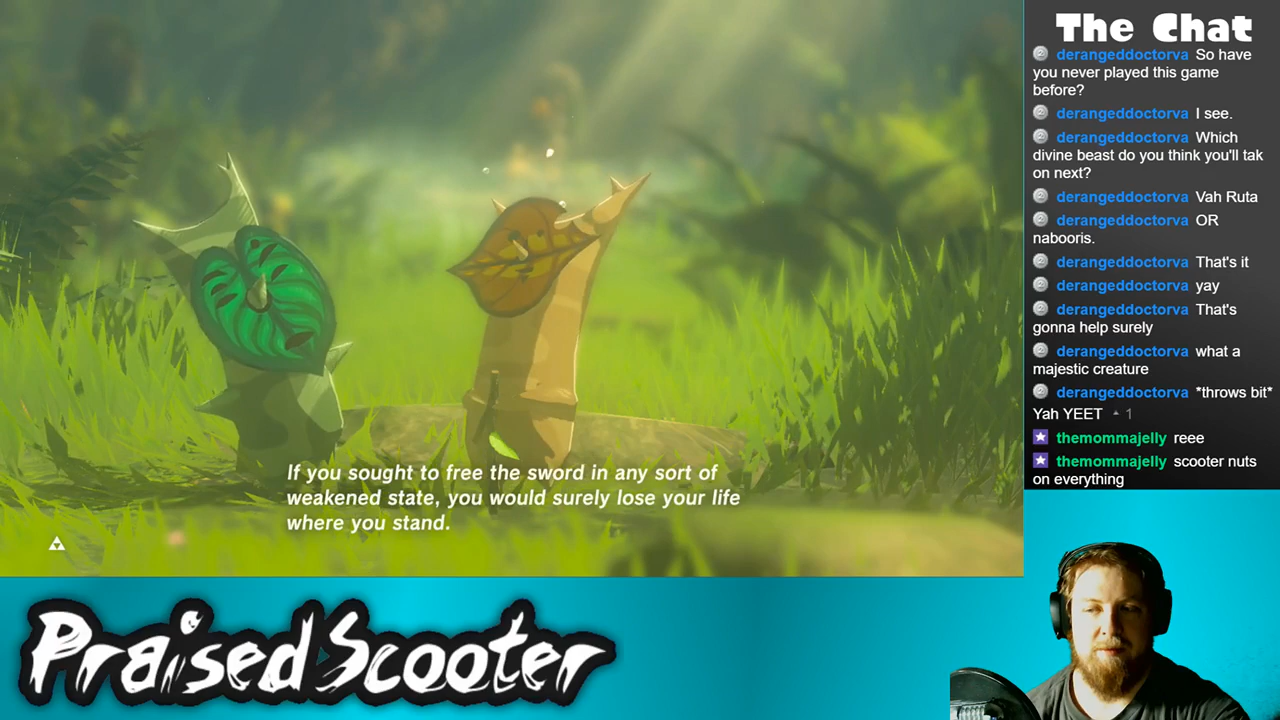 The Chat
derangeddoctorva So have
you never played this game
before?
derangeddoctorva I see.
derangeddoctorva Which
divine beast do you think you'll tak
on next?
derangeddoctorva Vah Ruta
derangeddoctorva OR
nabooris.
derangeddoctorva That's it
derangeddoctorva yay
derangeddoctorva That's
gonna help surely
derangeddoctorva what a
majestic creature
derangeddoctorva *throws bit*
Yah YEET 1
themommajelly reee
themommajelly scooter nuts
on everything
If you sought to free the sword in any sort of
weakened state, you would surely lose your life
where you stand.
PraisedScooter